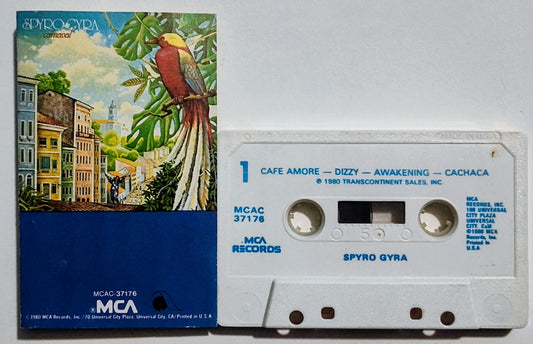 SPYRO GYRA
carnaval
MCAC-37176
MCA
©1980 MCA Records, Inc./70 Universal City Plaza, Universal City, CA/Printed in U.S.A
1
CAFE AMORE — DIZZY — AWAKENING — CACHACA
℗ 1980 TRANSCONTINENT SALES, INC.
MCAC
37176
MCA
RECORDS
MCA
RECORDS, INC.
100 UNIVERSAL
CITY PLAZA
UNIVERSAL
CITY, Calif
©1980 MCA
Records, Inc.
Printed in
U.S.A
5
SPYRO GYRA